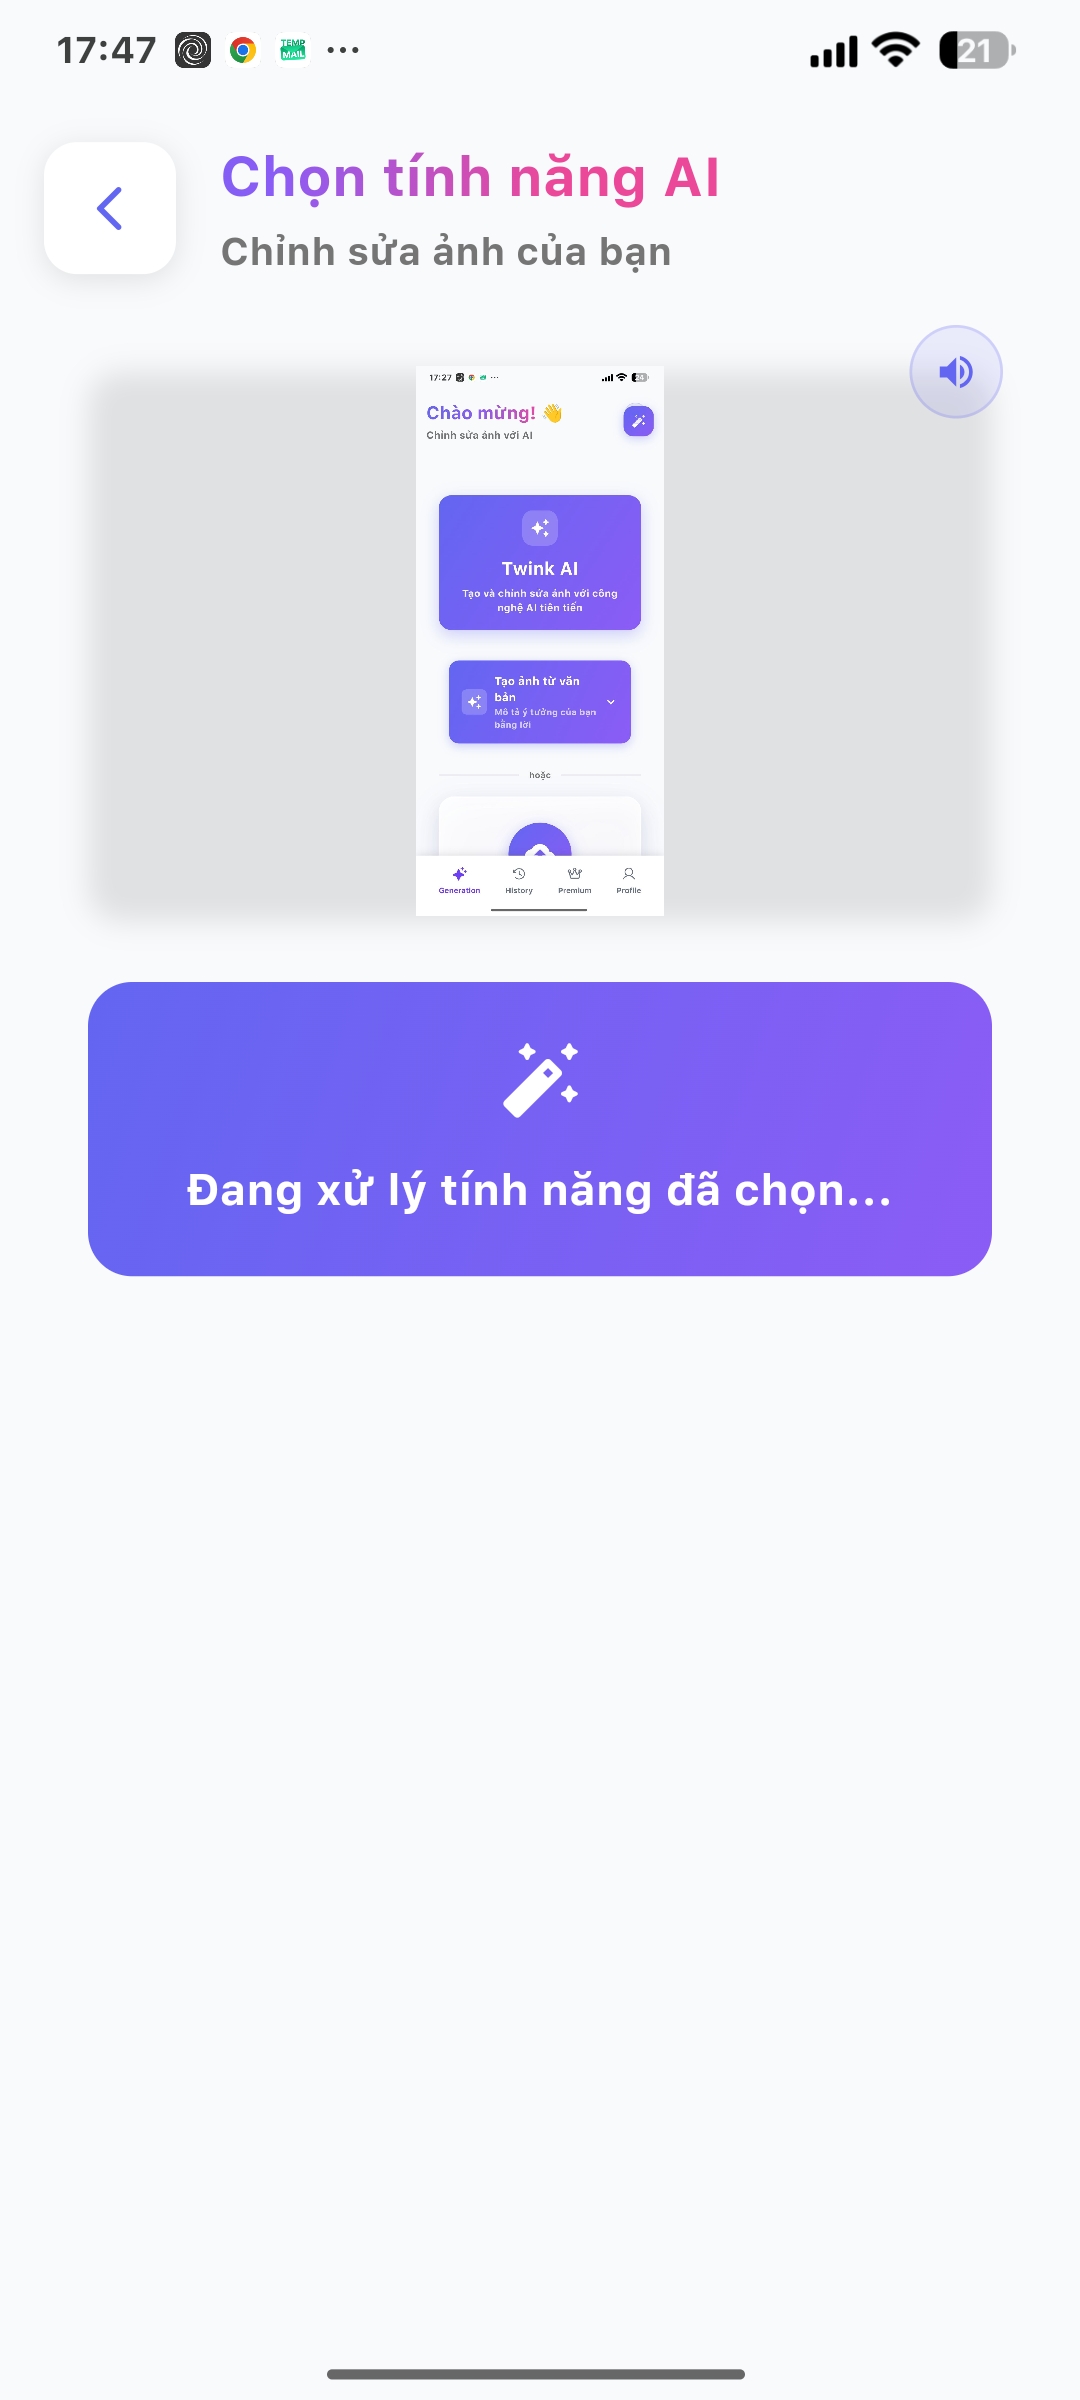 17:47
TEMP
MAIL
21
Chọn tính năng AI
Chỉnh sửa ảnh của bạn
17:27
Chào mừng! 👋
Chỉnh sửa ảnh với AI
Twink AI
Tạo và chỉnh sửa ảnh với công
nghệ AI tiên tiến
Tạo ảnh từ văn
bản
Mô tả ý tưởng của bạn
bằng lời
hoặc
Generation
History
Premium
Profile
Đang xử lý tính năng đã chọn...